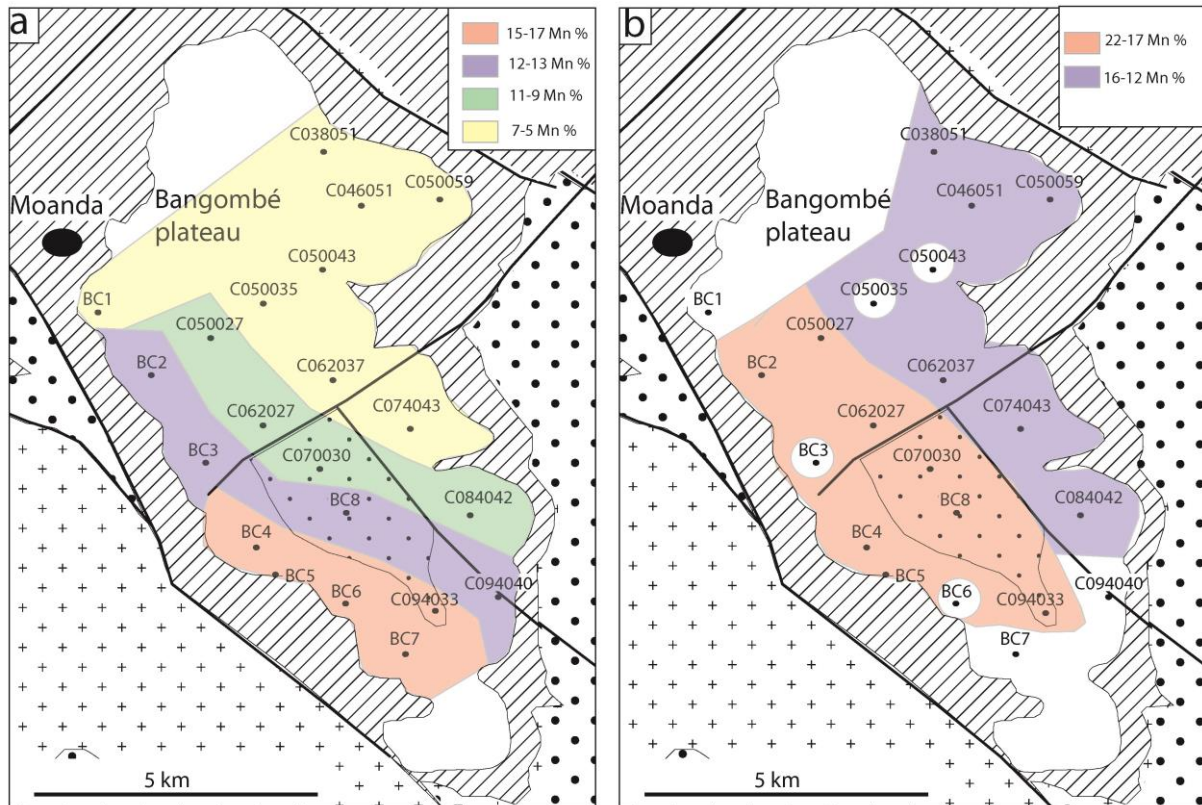 a
15-17 Mn %
12-13 Mn %
11-9 Mn %
7-5 Mn %
C038051
C046051
C050059
Moanda
Bangombé
plateau
C050043
C050035
BC1
C050027
BC2
C062037
C062027
C074043
BC3
C070030
BC8
C084042
BC4
BC5
BC6
C094033
C094040
BC7
5 km
b
22-17 Mn %
16-12 Mn %
C038051
C046051
C050059
Moanda
Bangombé
plateau
C050043
C050035
BC1
C050027
BC2
C062037
C062027
C074043
BC3
C070030
BC8
C084042
BC4
BC5
BC6
C094033
C094040
BC7
5 km